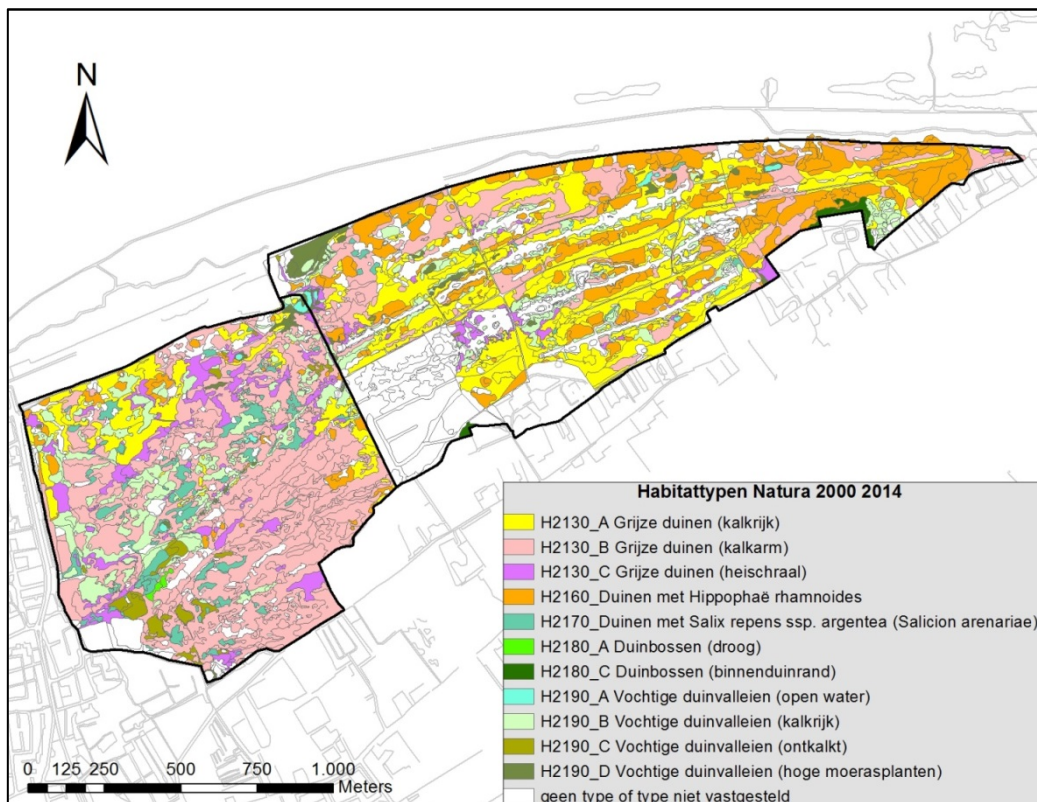 N
Habitattypen Natura 2000 2014
H2130_A Grijze duinen (kalkrijk)
H2130_B Grijze duinen (kalkarm)
H2130_C Grijze duinen (heischraal)
H2160_Duinen met Hippophaë rhamnoides
H2170_Duinen met Salix repens ssp. argentea (Salicion arenariae)
H2180_A Duinbossen (droog)
H2180_C Duinbossen (binnenduinrand)
H2190_A Vochtige duinvalleien (open water)
H2190_B Vochtige duinvalleien (kalkrijk)
H2190_C Vochtige duinvalleien (ontkalkt)
H2190_D Vochtige duinvalleien (hoge moerasplanten)
geen type of type niet vastgesteld
0 125 250 500 750 1.000
Meters